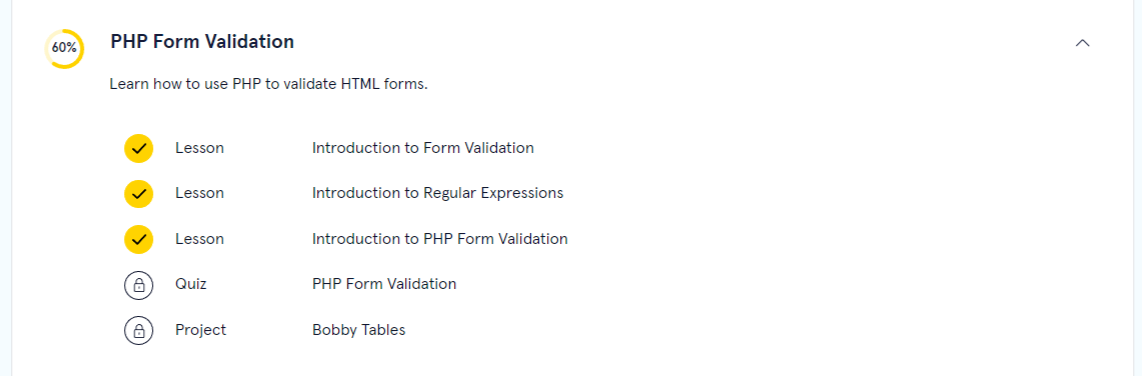 60% PHP Form Validation
Learn how to use PHP to validate HTML forms.
Lesson Introduction to Form Validation
Lesson Introduction to Regular Expressions
Lesson Introduction to PHP Form Validation
Quiz PHP Form Validation
Project Bobby Tables